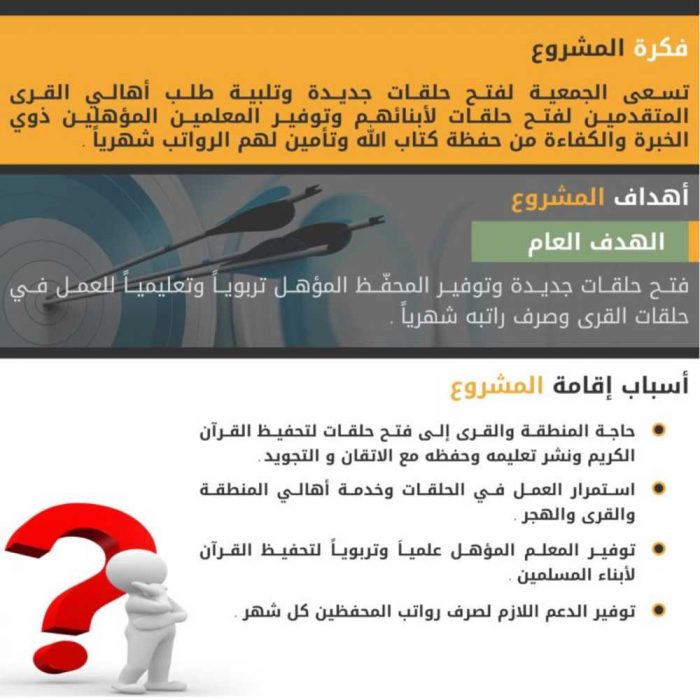 فكرة المشروع
تسعى الجمعية لفتح حلقات جديدة وتلبية طلب أهالي القرى
المتقدمين لفتح حلقات لأبنائهم وتوفير المعلمين المؤهلين ذوي
الخبرة والكفاءة من حفظة كتاب الله وتأمين لهم الرواتب شهرياً .
أهداف المشروع
الهدف العام
فتح حلقات جديدة وتوفير المحفّظ المؤهل تربوياً وتعليمياً للعمل في
حلقات القرى وصرف راتبه شهرياً .
أسباب إقامة المشروع
حاجة المنطقة والقرى إلى فتح حلقات لتحفيظ القرآن
الكريم ونشر تعليمه وحفظه مع الاتقان و التجويد .
استمرار العمل في الحلقات وخدمة أهالي المنطقة
والقرى والهجر .
توفير المعلم المؤهل علمياَ وتربوياً لتحفيظ القرآن
لأبناء المسلمين .
توفير الدعم اللازم لصرف رواتب المحفظين كل شهر .